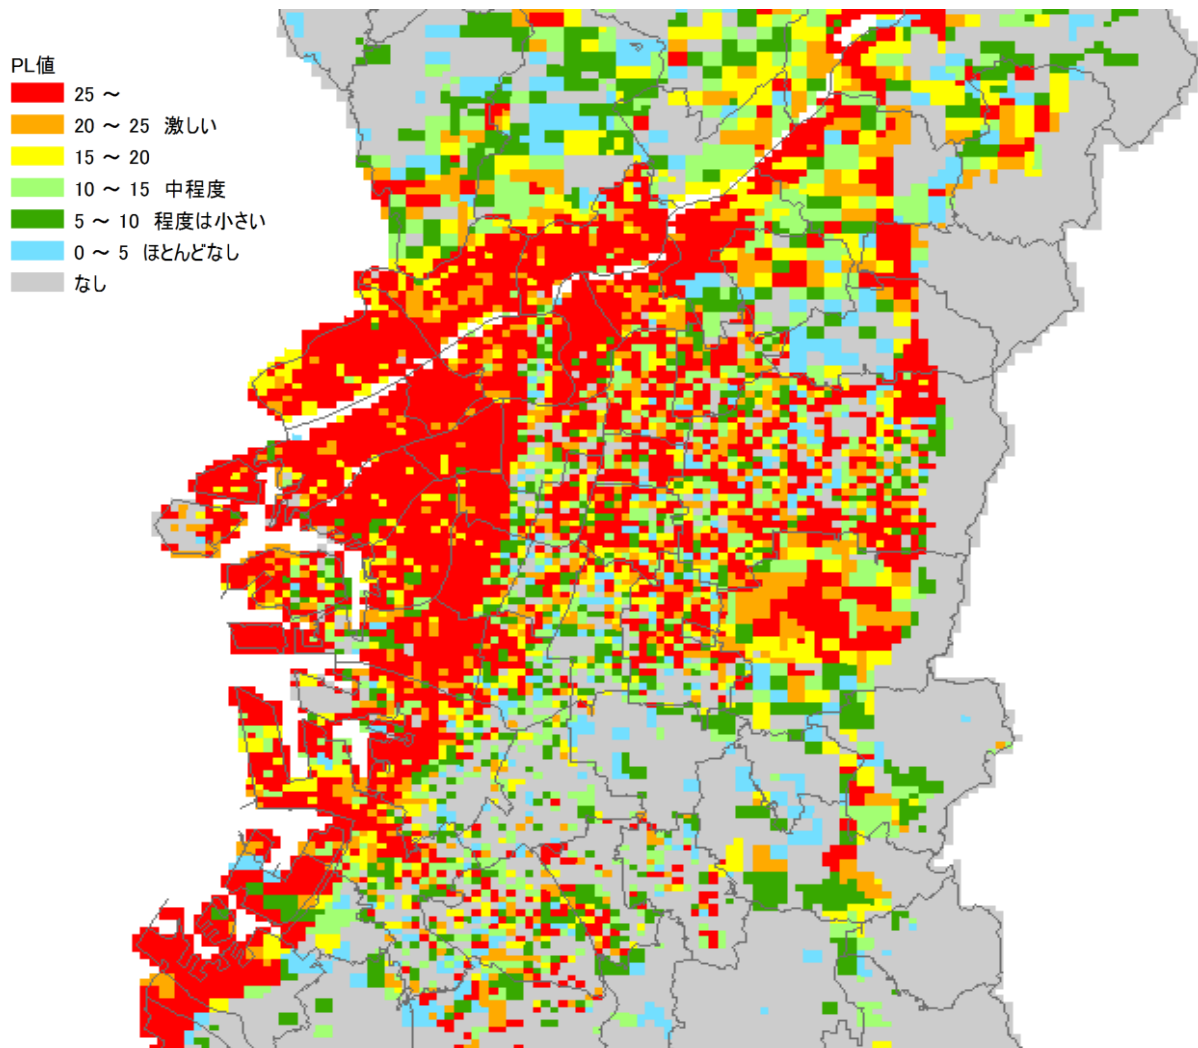 PL値
25 ～
20 ～ 25 激しい
15 ～ 20
10 ～ 15 中程度
5 ～ 10 程度は小さい
0 ～ 5 ほとんどなし
なし